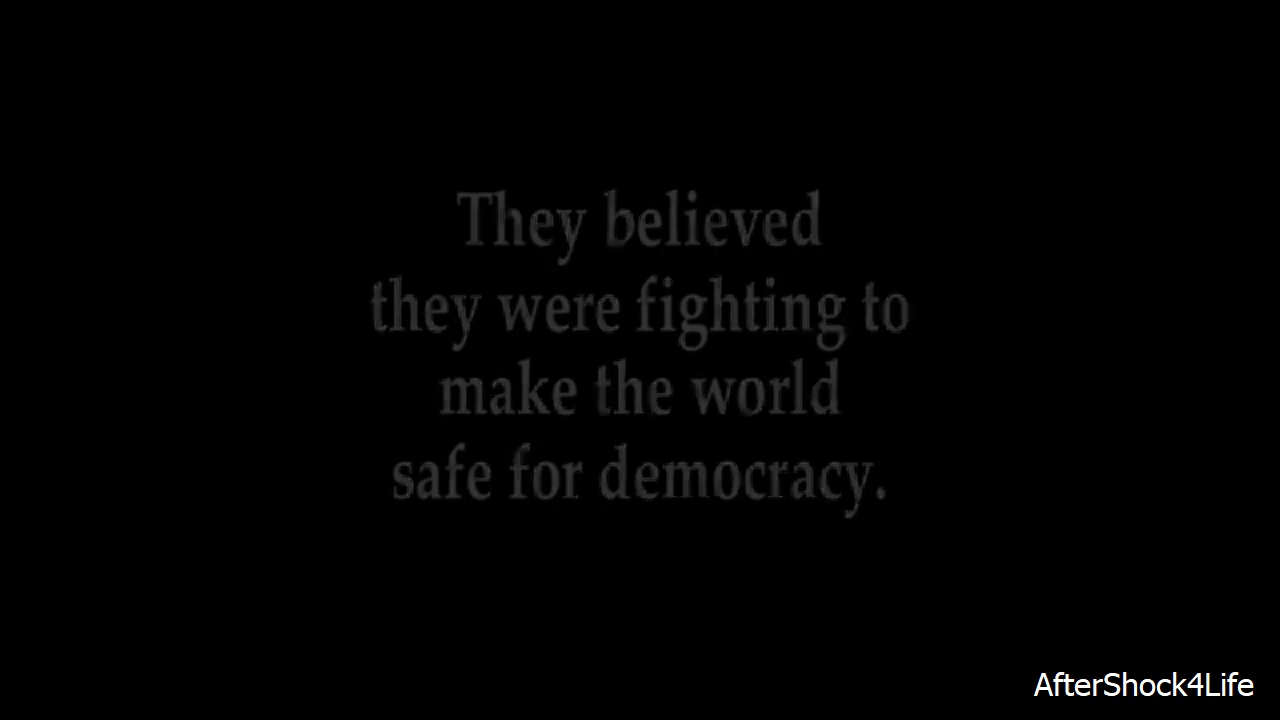 They believed
they were fighting to
make the world
safe for democracy.
AfterShock4Life